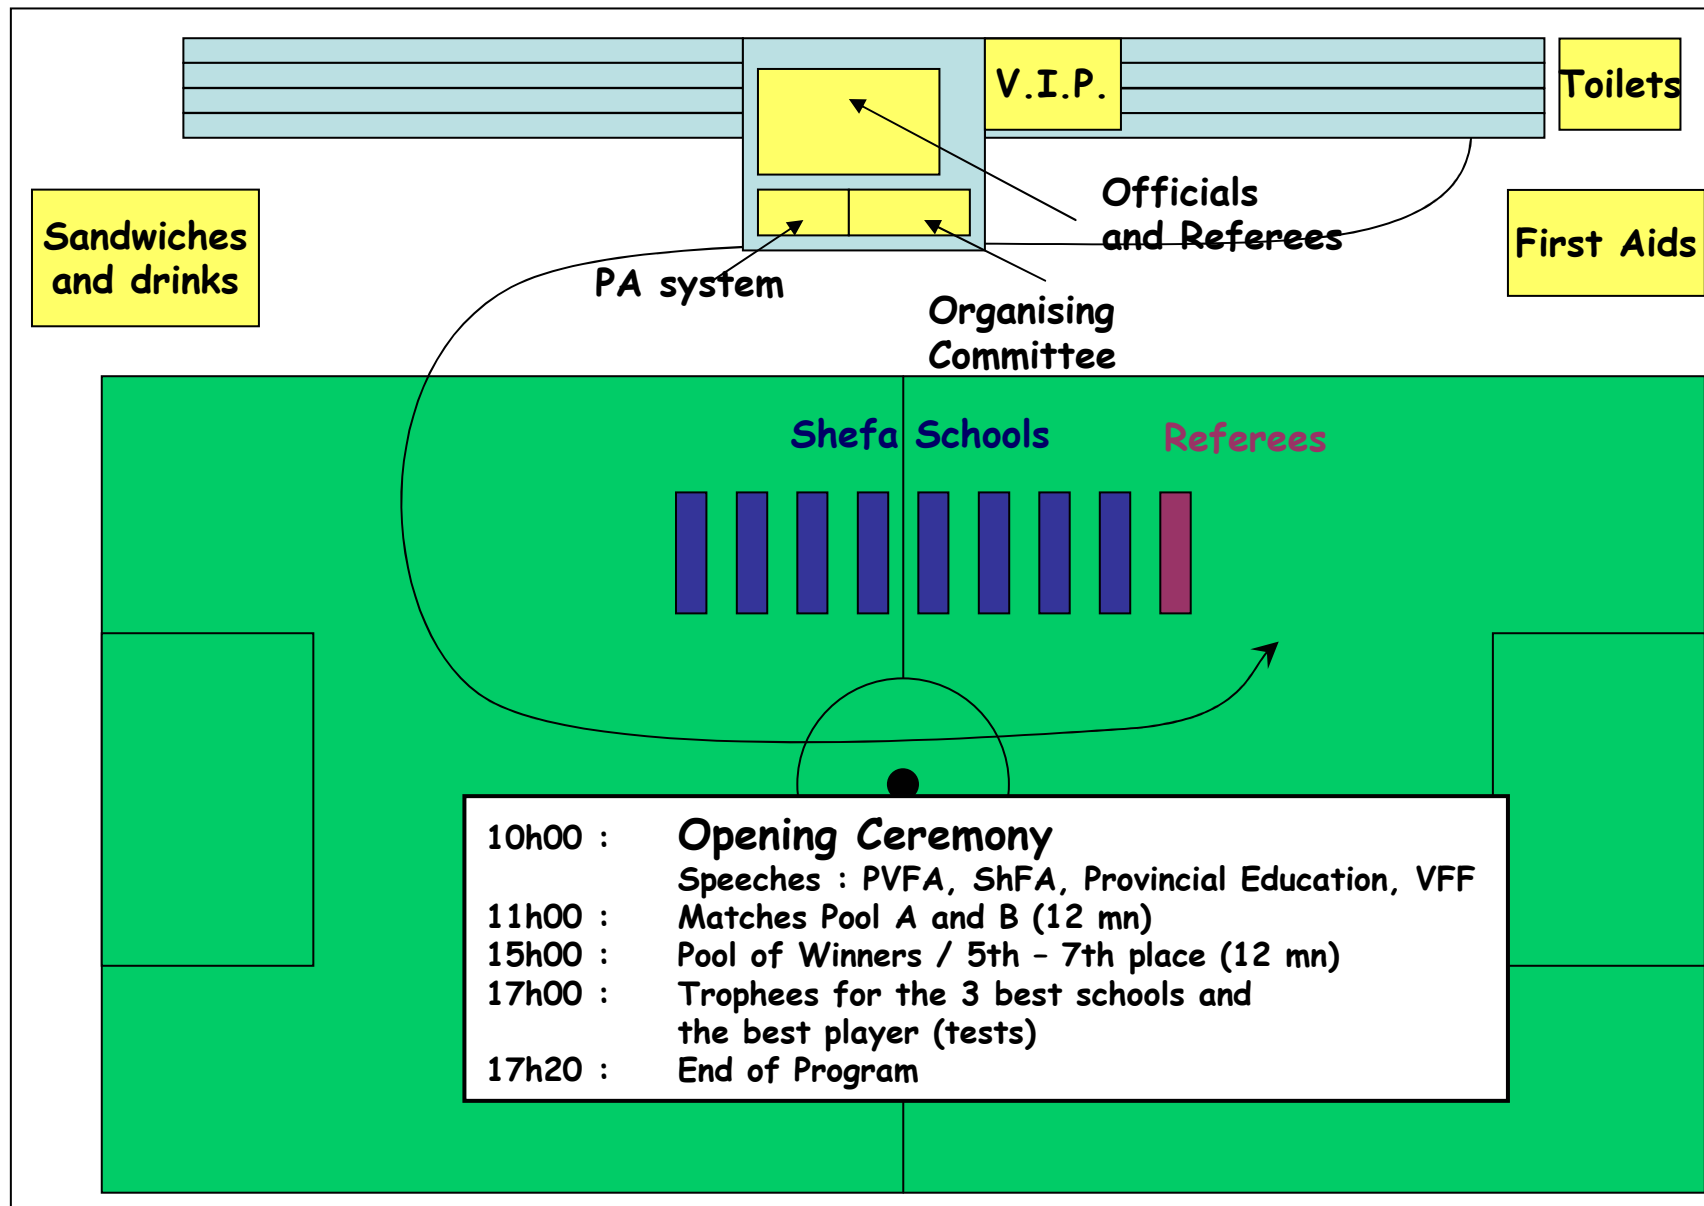 V.I.P.
Toilets
Officials
and Referees
Sandwiches
and drinks
First Aids
PA system
Organising
Committee
Shefa Schools
Referees
10h00 : Opening Ceremony
Speeches : PVFA, ShFA, Provincial Education, VFF
11h00 : Matches Pool A and B (12 mn)
15h00 : Pool of Winners / 5th – 7th place (12 mn)
17h00 : Trophees for the 3 best schools and
the best player (tests)
17h20 : End of Program